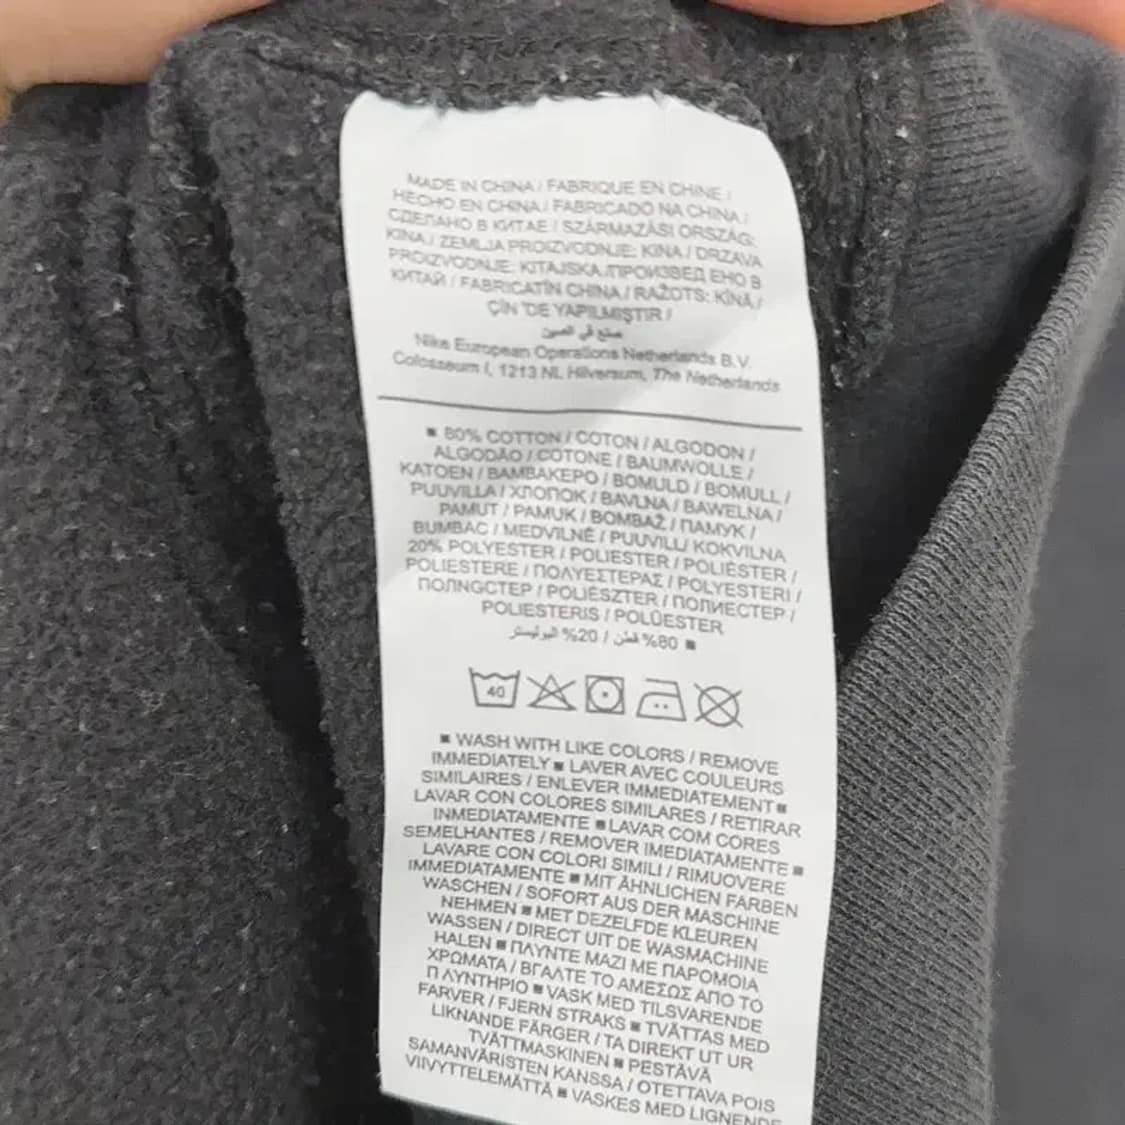 MADE IN CHINA / FABRIQUE EN CHINE /
HECHO EN CHINA / FABRICADO NA CHINA /
СДЕЛАНО В КИТАЕ / SZÁRMAZÁSI ORSZÁG:
KINA / ZEMLJA PROIZVODNJE: KINA / DRZAVA
PROIZVODNJE: KITAJSKA /ПРОИЗВЕД ЕНО В
КИТАЙ / FABRICATÎN CHINA / RAŽOTS: KĪNĀ /
ÇİN 'DE YAPILMIŞTIR /
صنع في الصين
Nike European Operations Netherlands B.V.
Colosseum I, 1213 NL Hilversum, The Netherlands
■ 80% COTTON / COTON / ALGODON /
ALGODÃO / COTONE / BAUMWOLLE /
KATOEN / BAMBAKEPO / BOMULD / BOMULL /
PUUVILLA / ХЛОПОК / BAVLNA / BAWELNA /
PAMUT / PAMUK / BOMBAŽ / ПАМУК /
BUMBAC / MEDVILNĖ / PUUVILL/ KOKVILNA
20% POLYESTER / POLIESTER / POLIÉSTER /
POLIESTERE / ΠΟΛΥΕΣΤΕΡΑΣ / POLYESTERI /
ПОЛНGCTEP / POLIÉSZTER / ПОЛИЕСТЕР /
POLIESTERIS / POLÜESTER
■ 80% قطن / 20% البوليستر
40
■ WASH WITH LIKE COLORS / REMOVE
IMMEDIATELY ■ LAVER AVEC COULEURS
SIMILAIRES / ENLEVER IMMEDIATEMENT ■
LAVAR CON COLORES SIMILARES / RETIRAR
INMEDIATAMENTE ■ LAVAR COM CORES
SEMELHANTES / REMOVER IMEDIATAMENTE ■
LAVARE CON COLORI SIMILI / RIMUOVERE
IMMEDIATAMENTE ■ MIT ÄHNLICHEN FARBEN
WASCHEN / SOFORT AUS DER MASCHINE
NEHMEN ■ MET DEZELFDE KLEUREN
WASSEN / DIRECT UIT DE WASMACHINE
HALEN ■ ΠΛΥΝΤΕ ΜΑΖΙ ΜΕ ΠΑΡΟΜΟΙΑ
ΧΡΩΜΑΤΑ / ΒΓΑΛΤΕ ΤΟ ΑΜΕΣΩΣ ΑΠΟ ΤΟ
Π ΛΥΝΤΗΡΙΟ ■ VASK MED TILSVARENDE
FARVER / FJERN STRAKS ■ TVÄTTAS MED
LIKNANDE FÄRGER / TA DIREKT UT UR
TVÄTTMASKINEN ■ PESTÄVÄ
SAMANVÄRISTEN KANSSA / OTETTAVA POIS
VIIVYTTELEMÄTTÄ ■ VASKES MED LIGNENDE